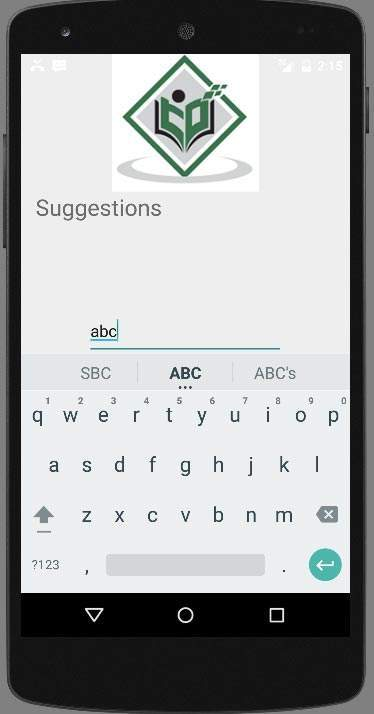 2:15
Suggestions
abc
SBC ABC ABC's
1 2 3 4 5 6 7 8 9 0
q w e r t y u i o p
a s d f g h j k l
z x c v b n m
?123 , .